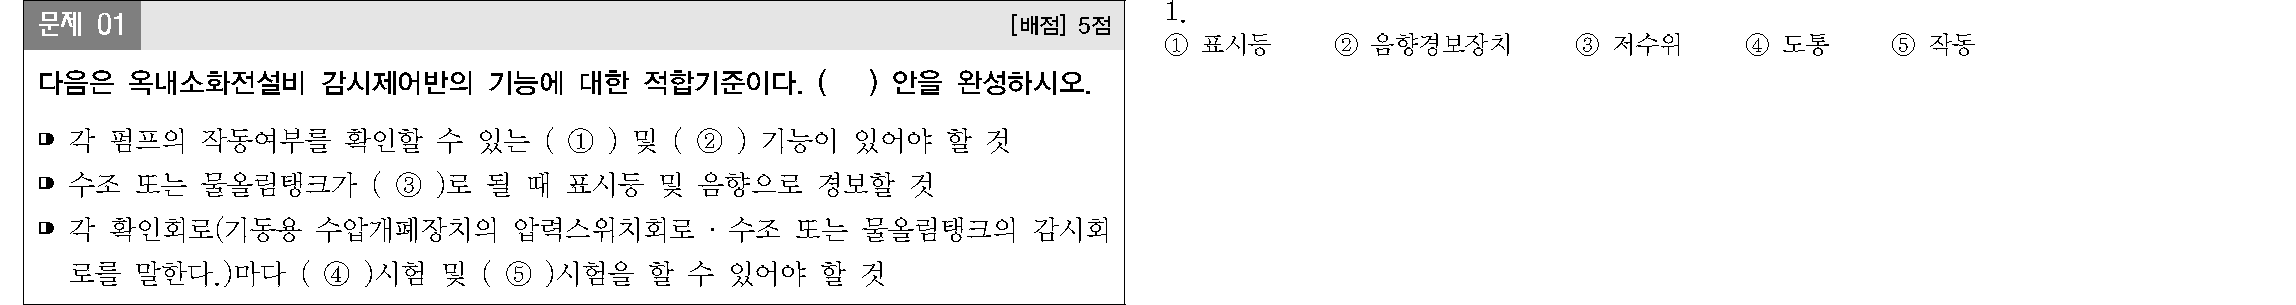 문제 01
[배점] 5점
다음은 옥내소화전설비 감시제어반의 기능에 대한 적합기준이다. (    ) 안을 완성하시오.
각 펌프의 작동여부를 확인할 수 있는 ( ① ) 및 ( ② ) 기능이 있어야 할 것
수조 또는 물올림탱크가 ( ③ )로 될 때 표시등 및 음향으로 경보할 것
각 확인회로(기동용 수압개폐장치의 압력스위치회로 · 수조 또는 물올림탱크의 감시회
로를 말한다.)마다 ( ④ )시험 및 ( ⑤ )시험을 할 수 있어야 할 것
1.
① 표시등 ② 음향경보장치 ③ 저수위 ④ 도통 ⑤ 작동